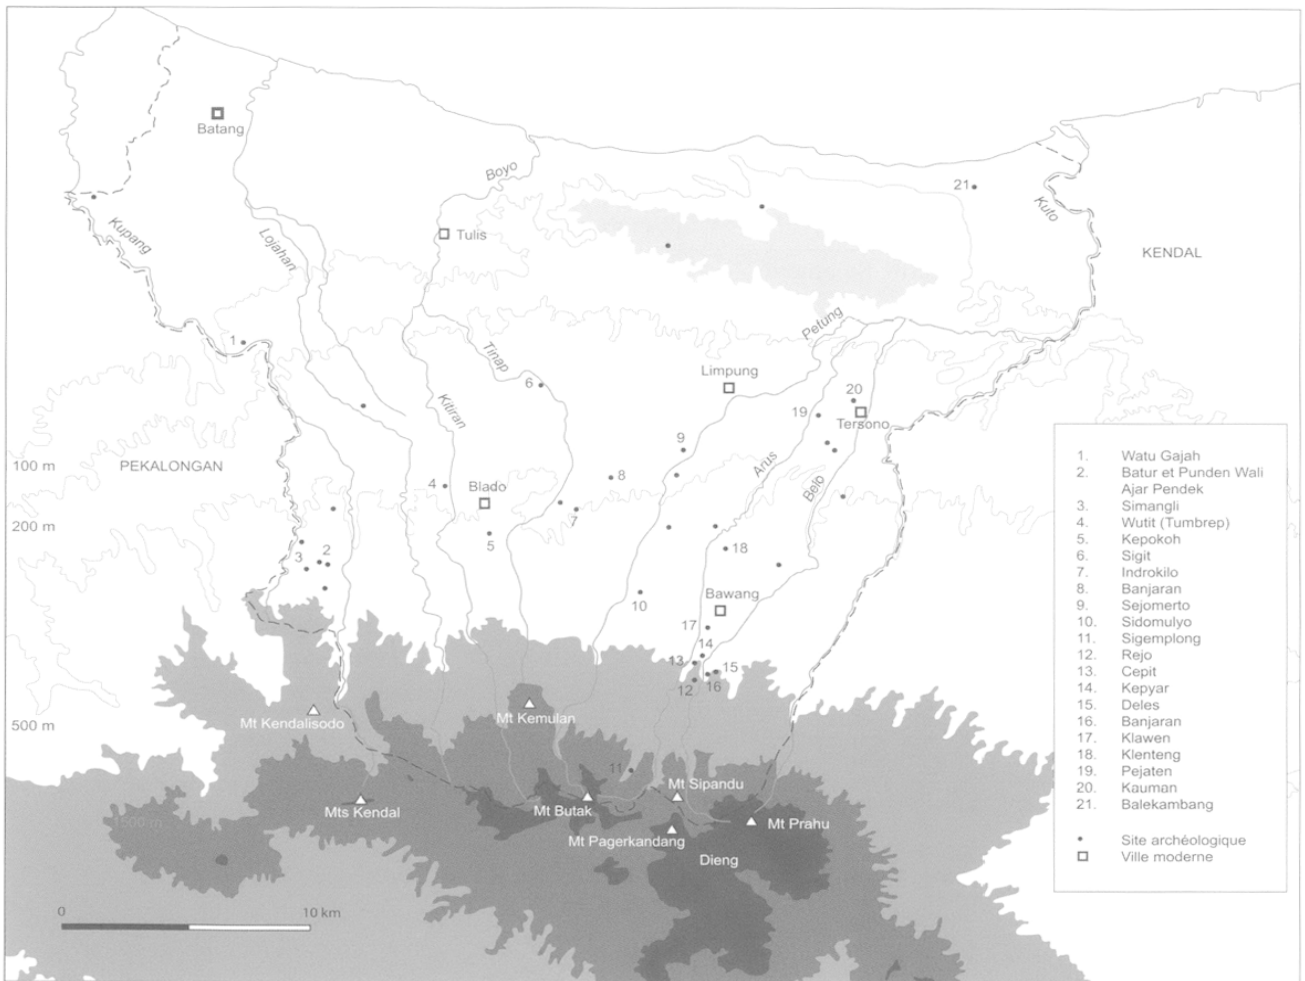 Batang
Boyo
21
Kuto
Kupang
Lojahan
Tulis
KENDAL
Petung
1
Tinap
Limpung
6
20
19
Tersono
Kitiran
9
100 m
PEKALONGAN
Arus
8
4
Blado
Belo
7
200 m
5
18
3
2
Bawang
10
17
14
13
15
12
16
500 m
Mt Kendalisodo
Mt Kemulan
11
Mt Sipandu
Mts Kendal
Mt Butak
Mt Prahu
1500 m
Mt Pagerkandang
Dieng
0
10 km
1. Watu Gajah
2. Batur et Punden Wali
Ajar Pendek
3. Simangli
4. Wutit (Tumbrep)
5. Kepokoh
6. Sigit
7. Indrokilo
8. Banjaran
9. Sejomerto
10. Sidomulyo
11. Sigemplong
12. Rejo
13. Cepit
14. Kepyar
15. Deles
16. Banjaran
17. Klawen
18. Klenteng
19. Pejaten
20. Kauman
21. Balekambang
Site archéologique
Ville moderne